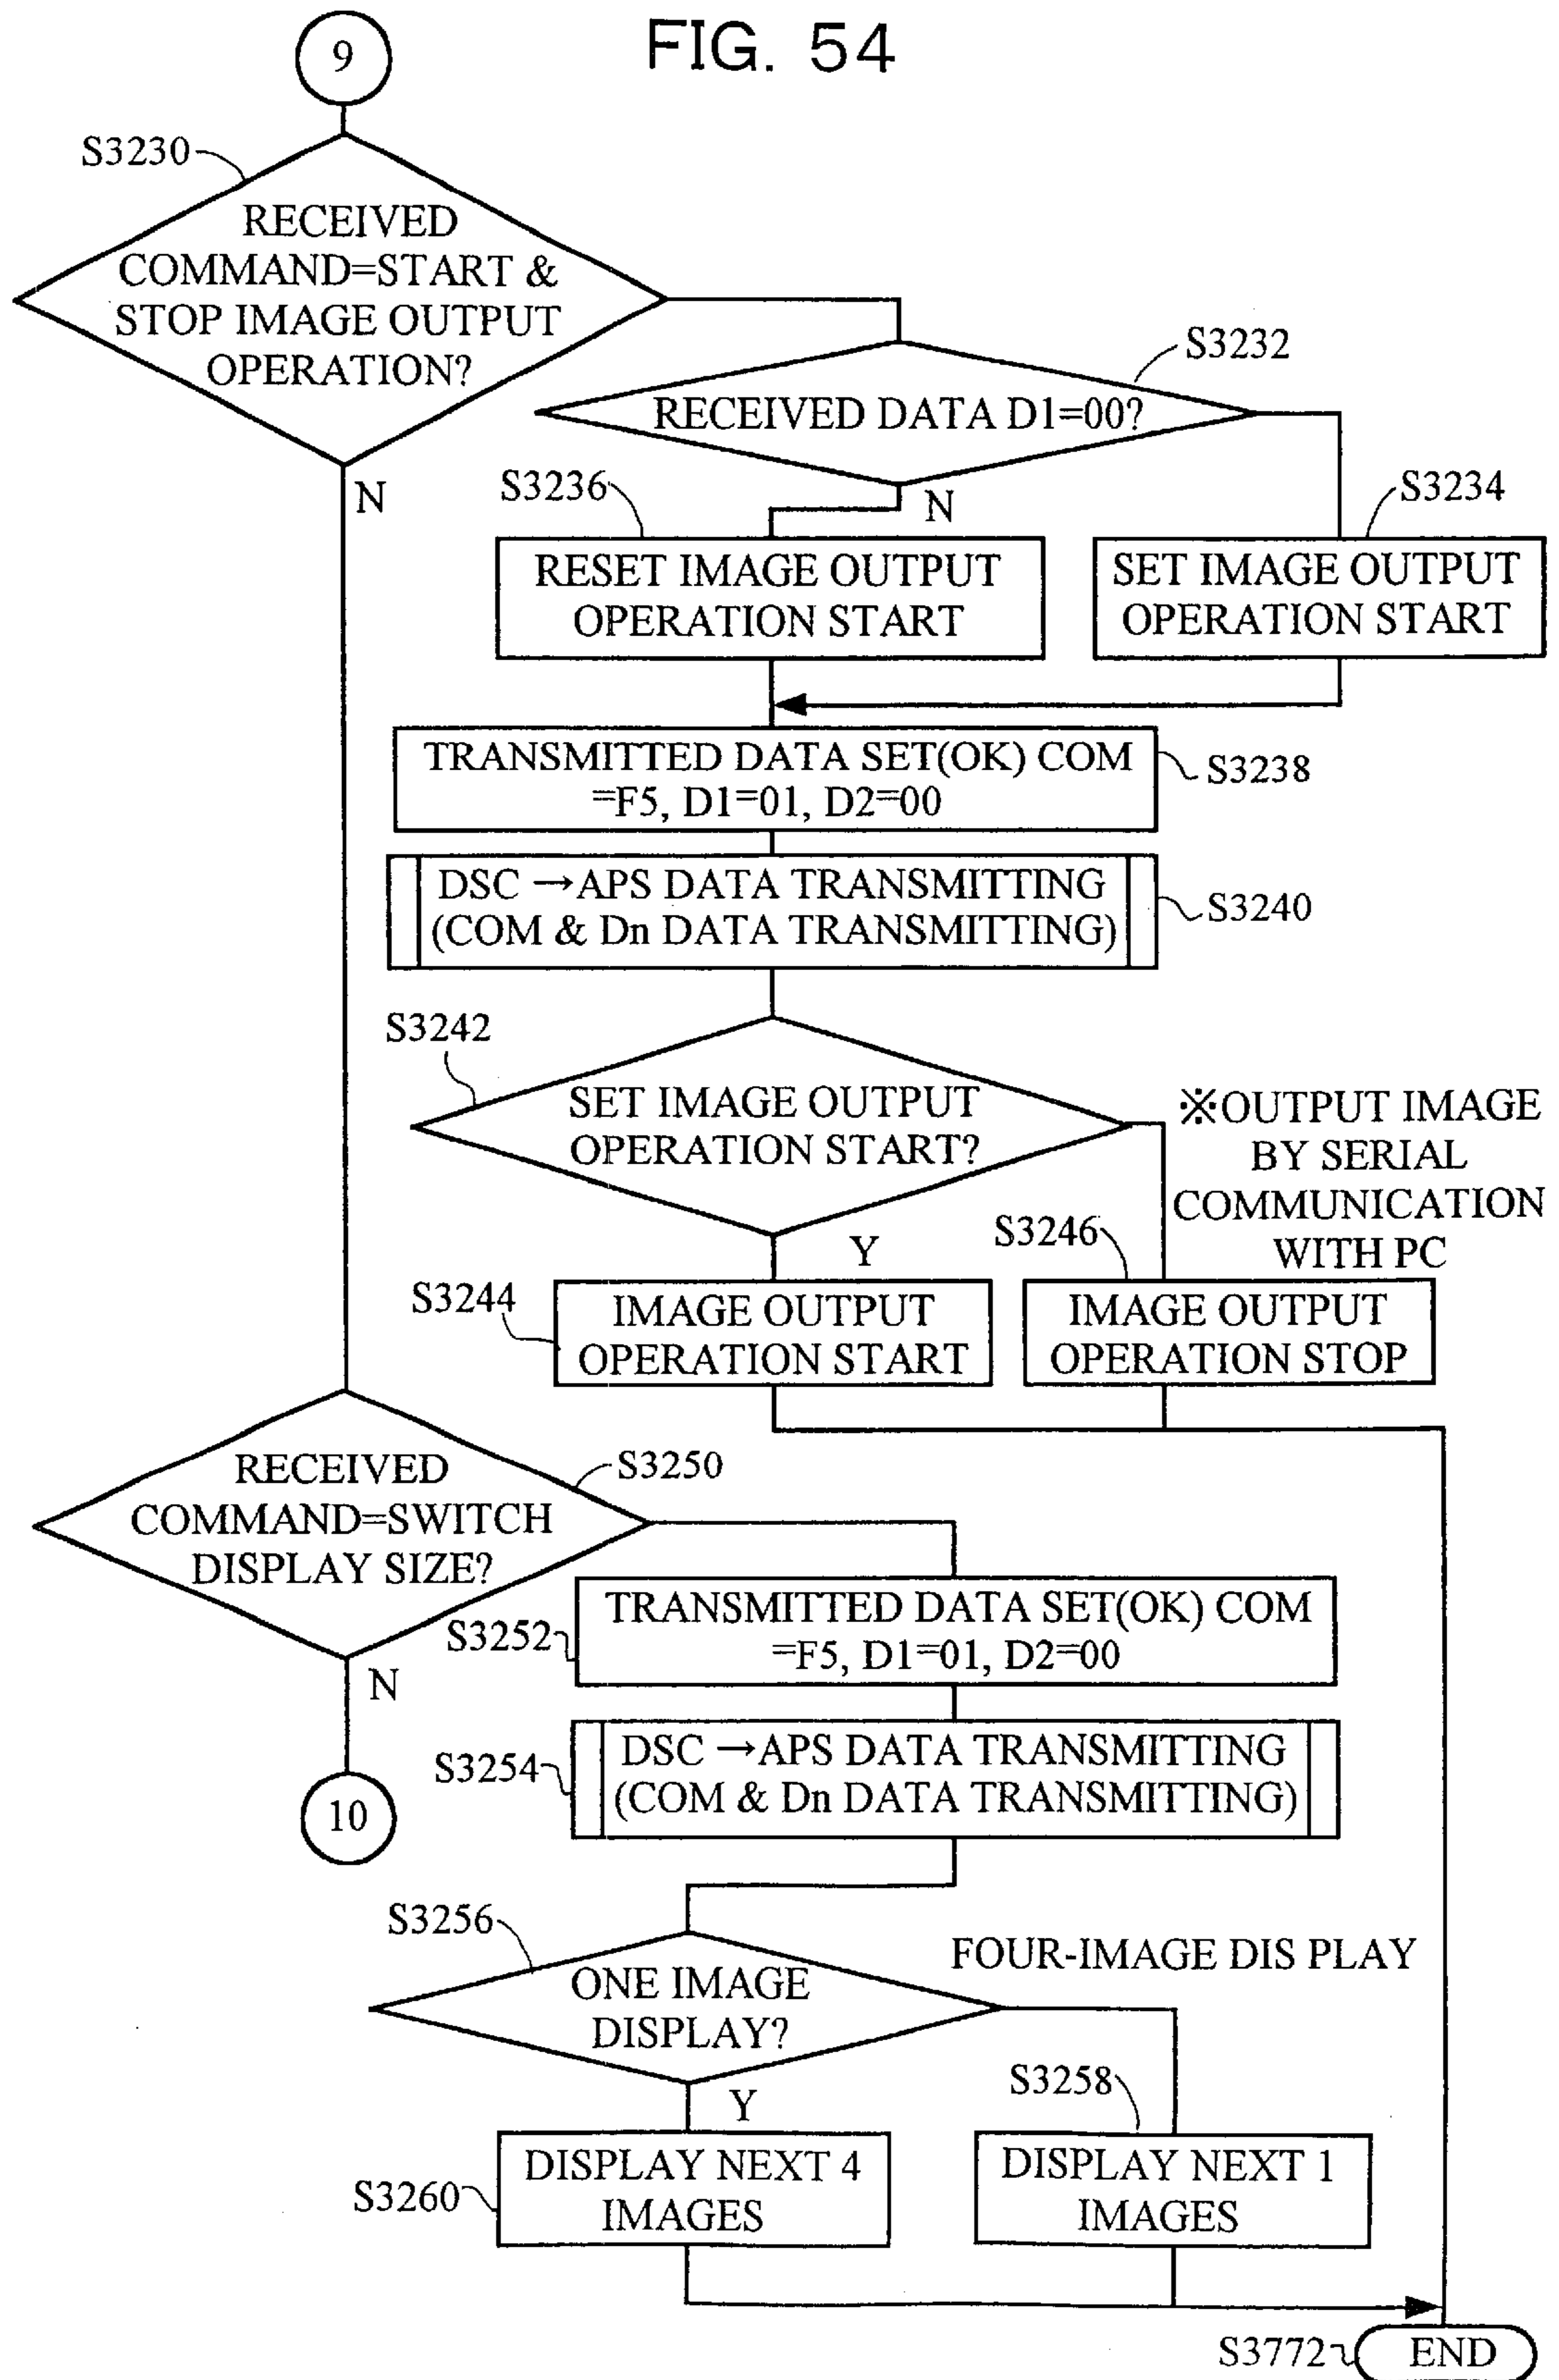 FIG. 54
9
S3230
RECEIVED
COMMAND=START &
STOP IMAGE OUTPUT
OPERATION?
N
S3232
RECEIVED DATA D1=00?
N
S3236
RESET IMAGE OUTPUT
OPERATION START
S3234
SET IMAGE OUTPUT
OPERATION START
TRANSMITTED DATA SET(OK) COM
=F5, D1=01, D2=00
S3238
DSC →APS DATA TRANSMITTING
(COM & Dn DATA TRANSMITTING)
S3240
S3242
SET IMAGE OUTPUT
OPERATION START?
Y
※OUTPUT IMAGE
BY SERIAL
COMMUNICATION
WITH PC
S3244
IMAGE OUTPUT
OPERATION START
S3246
IMAGE OUTPUT
OPERATION STOP
RECEIVED
COMMAND=SWITCH
DISPLAY SIZE?
S3250
N
10
S3252
TRANSMITTED DATA SET(OK) COM
=F5, D1=01, D2=00
S3254
DSC →APS DATA TRANSMITTING
(COM & Dn DATA TRANSMITTING)
S3256
ONE IMAGE
DISPLAY?
Y
FOUR-IMAGE DIS PLAY
S3260
DISPLAY NEXT 4
IMAGES
S3258
DISPLAY NEXT 1
IMAGES
S3772
END